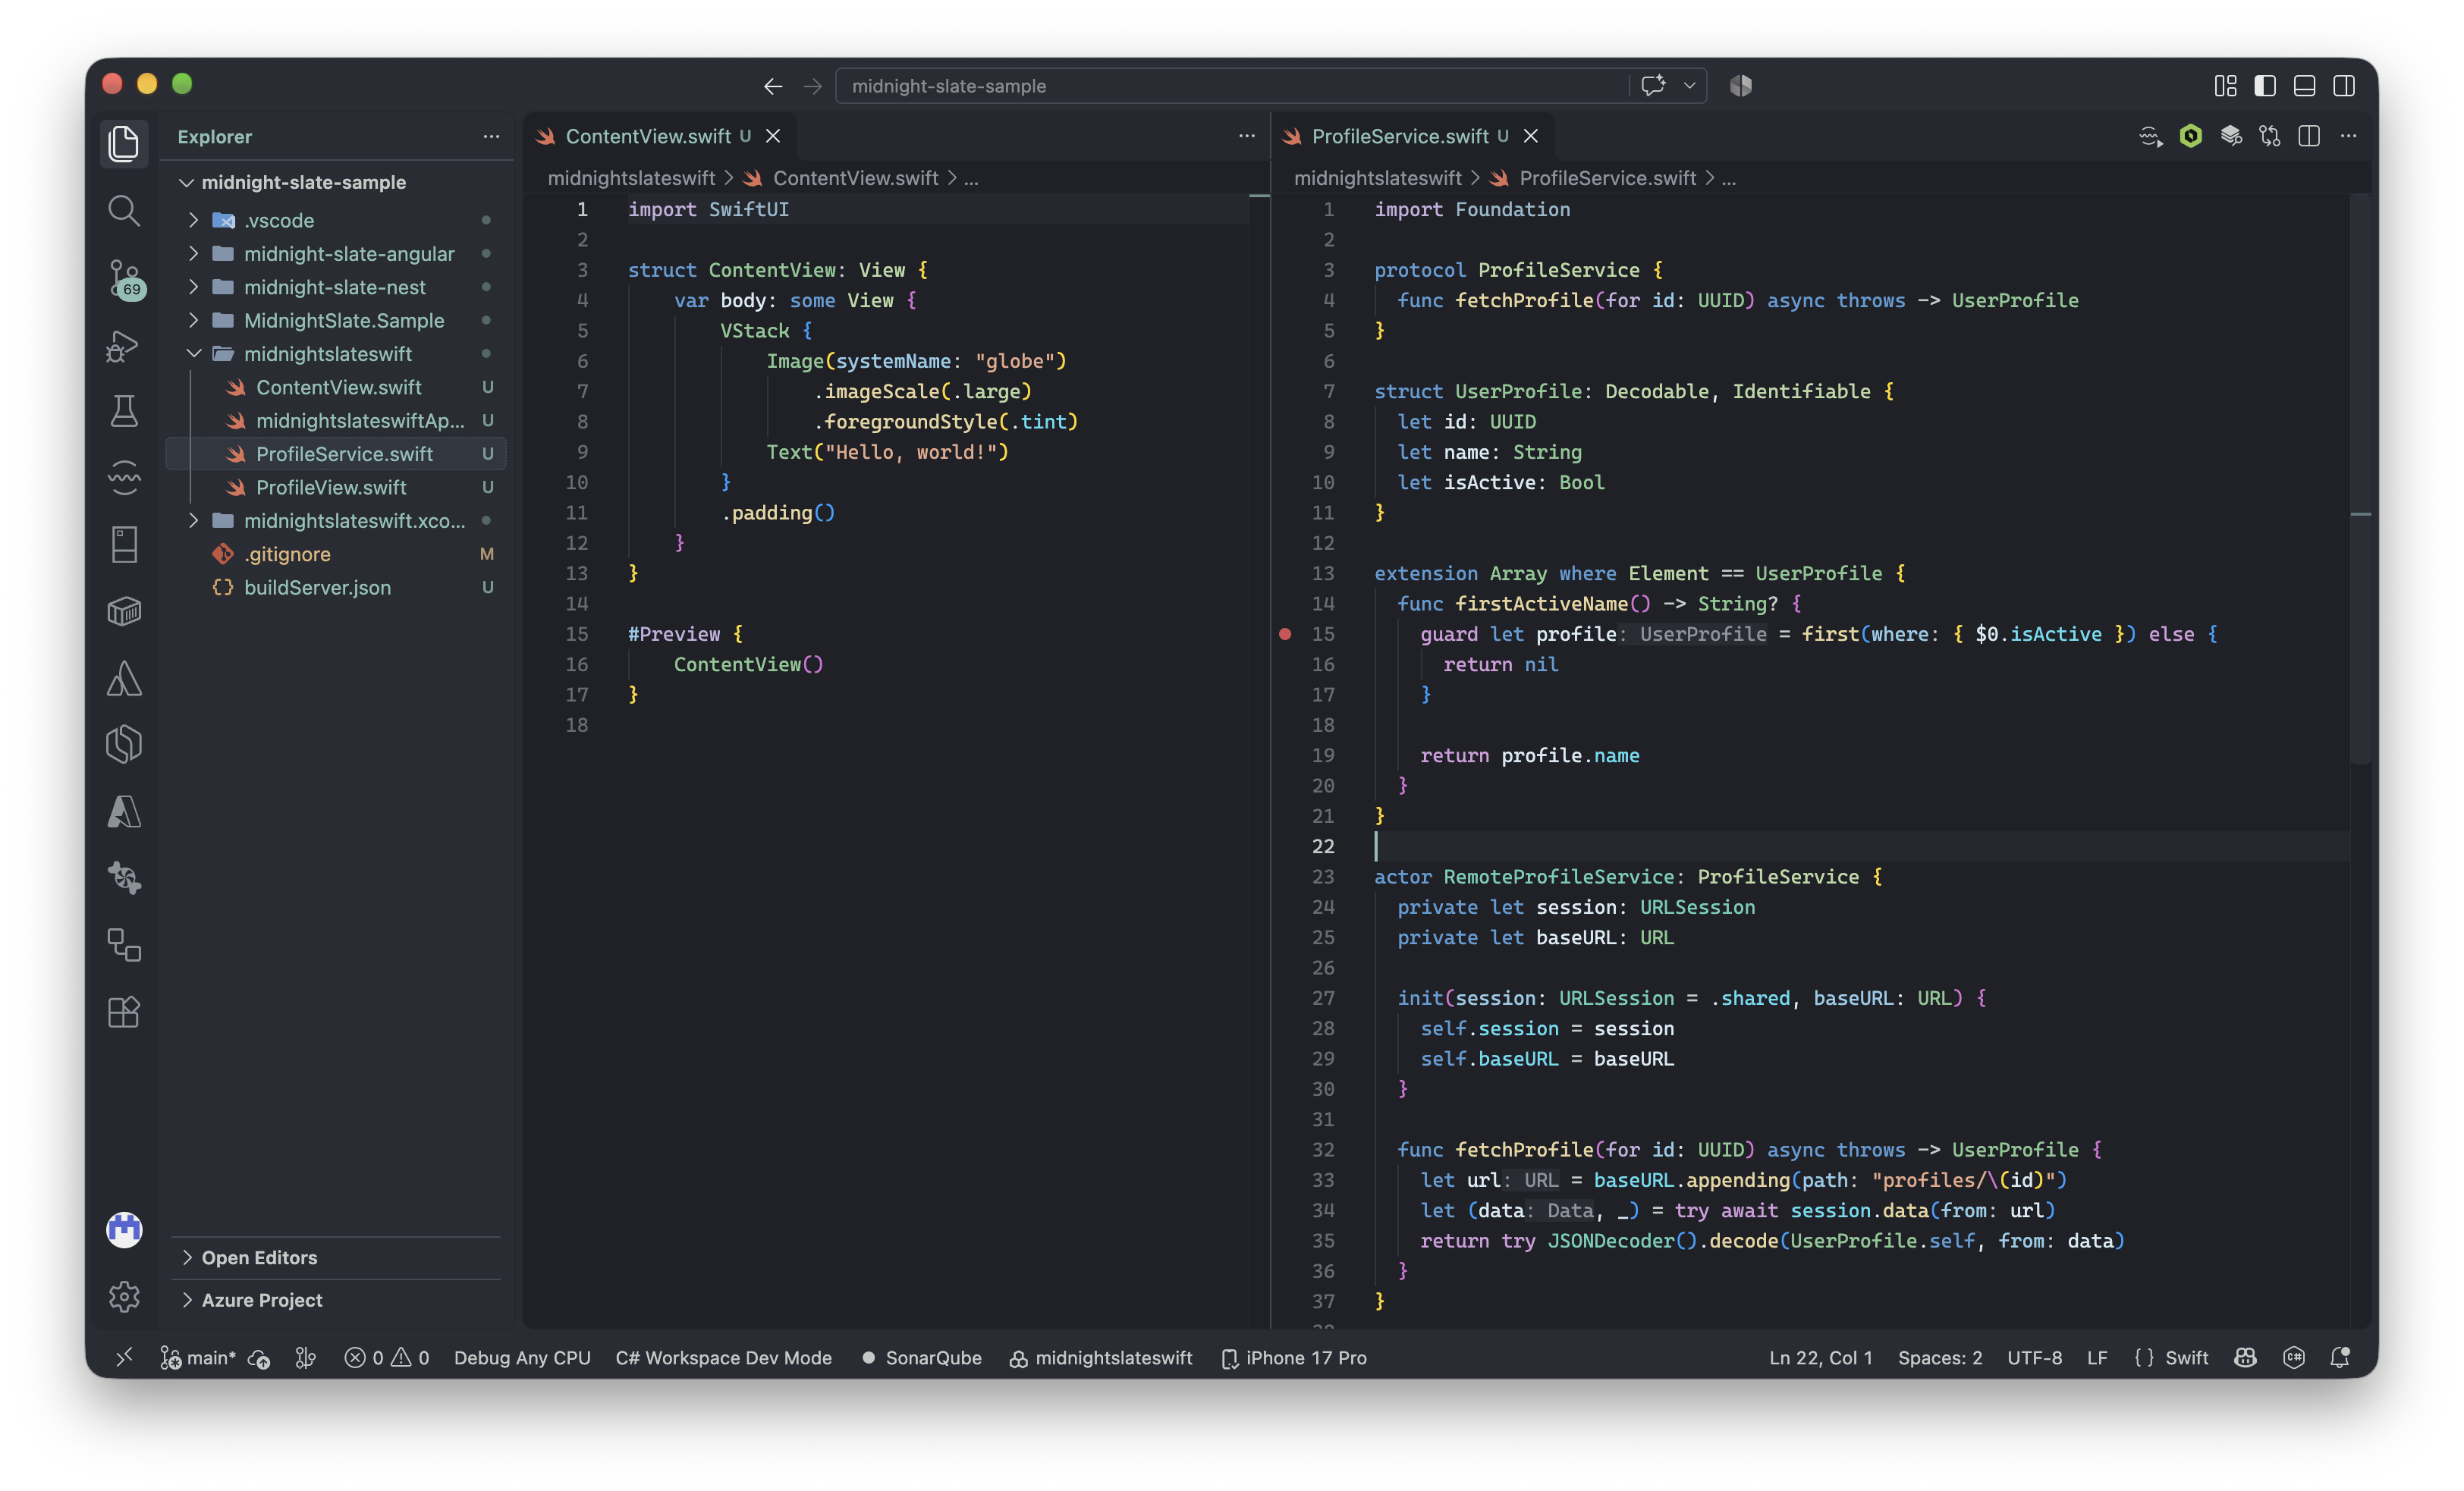 midnight-slate-sample
Explorer
midnight-slate-sample
.vscode
midnight-slate-angular
midnight-slate-nest
MidnightSlate.Sample
midnightslateswift
ContentView.swift U
midnightslateswiftAp... U
ProfileService.swift U
ProfileView.swift U
midnightslateswift.xco...
.gitignore M
buildServer.json U
69
Open Editors
Azure Project
ContentView.swift U
midnightslateswift > ContentView.swift > ...
1 import SwiftUI
2
3 struct ContentView: View {
4 var body: some View {
5 VStack {
6 Image(systemName: "globe")
7 .imageScale(.large)
8 .foregroundStyle(.tint)
9 Text("Hello, world!")
10 }
11 .padding()
12 }
13 }
14
15 #Preview {
16 ContentView()
17 }
18
ProfileService.swift U
midnightslateswift > ProfileService.swift > ...
1 import Foundation
2
3 protocol ProfileService {
4 func fetchProfile(for id: UUID) async throws -> UserProfile
5 }
6
7 struct UserProfile: Decodable, Identifiable {
8 let id: UUID
9 let name: String
10 let isActive: Bool
11 }
12
13 extension Array where Element == UserProfile {
14 func firstActiveName() -> String? {
15 guard let profile: UserProfile = first(where: { $0.isActive }) else {
16 return nil
17 }
18
19 return profile.name
20 }
21 }
22
23 actor RemoteProfileService: ProfileService {
24 private let session: URLSession
25 private let baseURL: URL
26
27 init(session: URLSession = .shared, baseURL: URL) {
28 self.session = session
29 self.baseURL = baseURL
30 }
31
32 func fetchProfile(for id: UUID) async throws -> UserProfile {
33 let url: URL = baseURL.appending(path: "profiles/\(id)")
34 let (data: Data, _) = try await session.data(from: url)
35 return try JSONDecoder().decode(UserProfile.self, from: data)
36 }
37 }
main* 0 0 Debug Any CPU C# Workspace Dev Mode SonarQube midnightslateswift iPhone 17 Pro Ln 22, Col 1 Spaces: 2 UTF-8 LF { } Swift C#